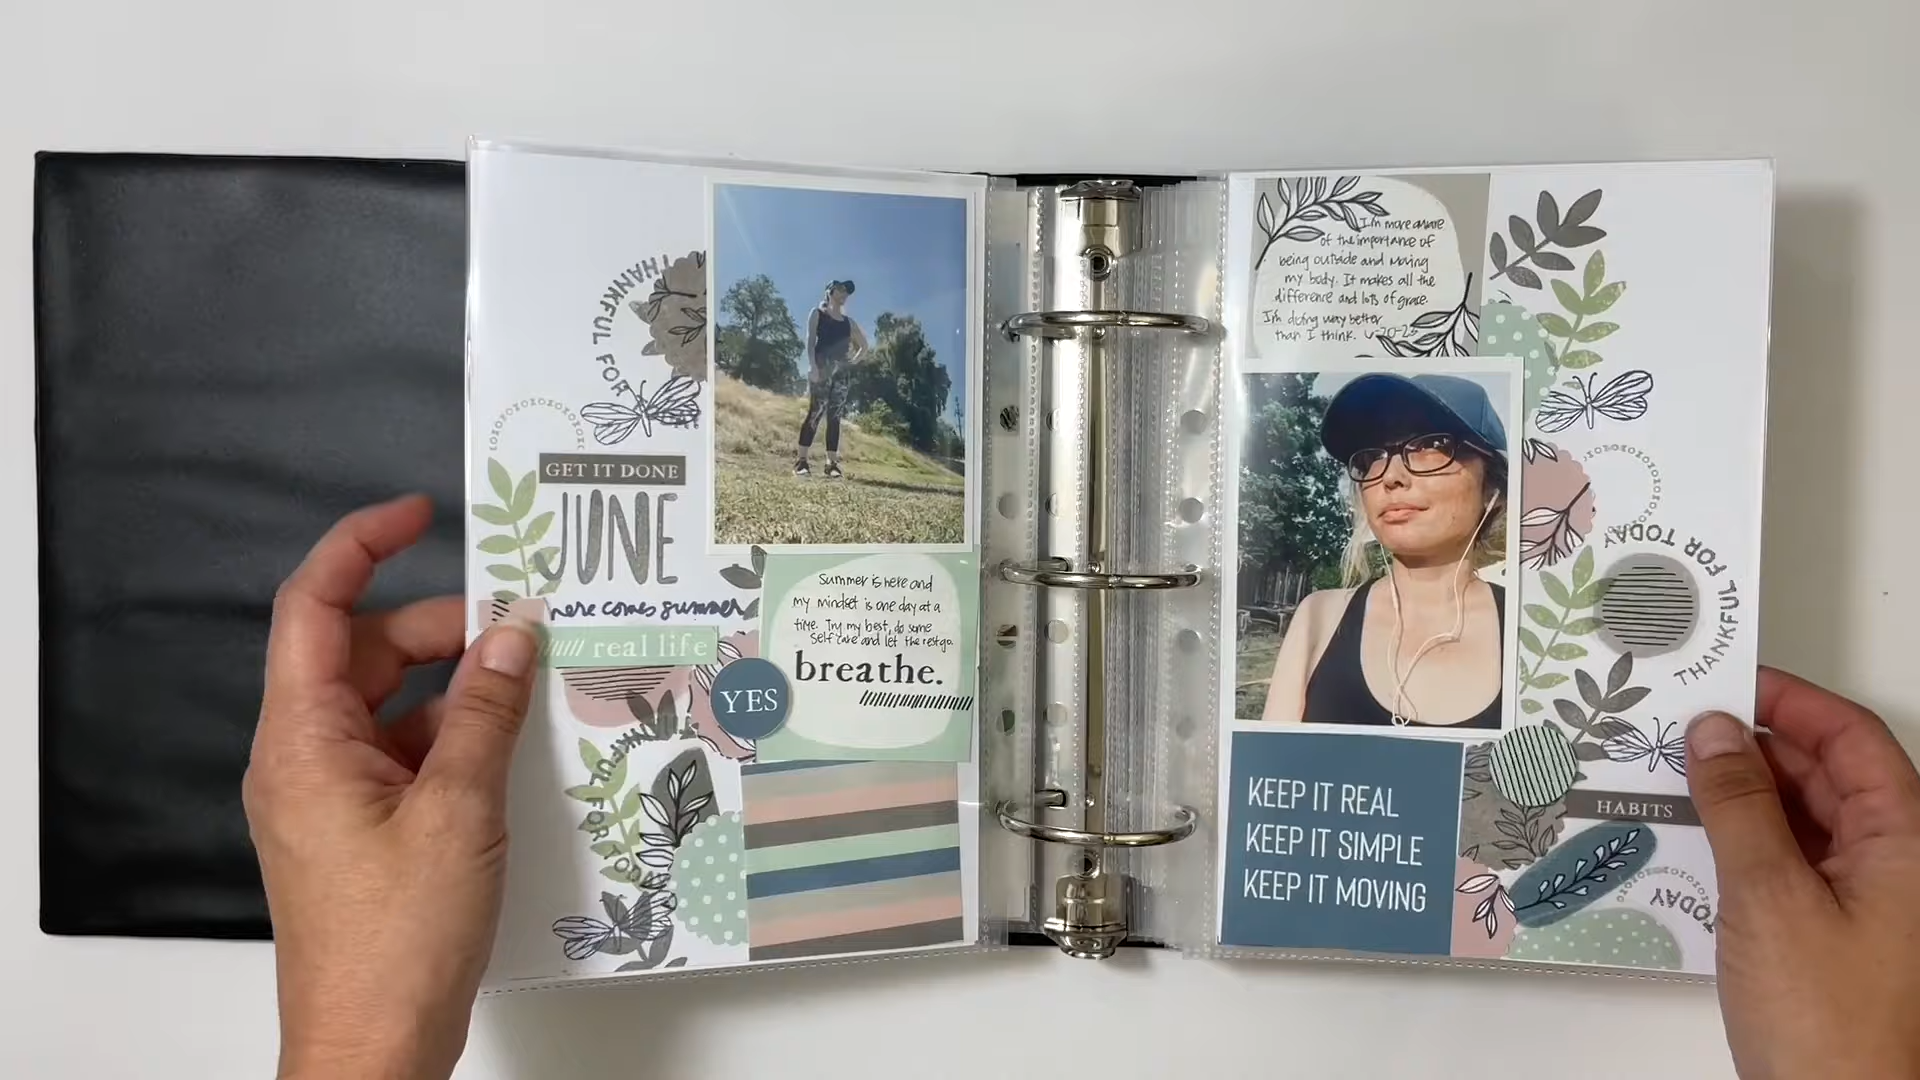 THANKFUL FOR
GET IT DONE
JUNE
here comes summer
real life
YES
Summer is here and
my mindset is one day at a
time. Try my best, do some
self care and let the rest go.
breathe.
THANKFUL FOR TODAY
I'm more aware
of the importance of
being outside and moving
my body. It makes all the
difference and lots of grace.
I'm doing way better
than I think. 6-20-23
THANKFUL FOR TODAY
KEEP IT REAL
KEEP IT SIMPLE
KEEP IT MOVING
HABITS
TODAY